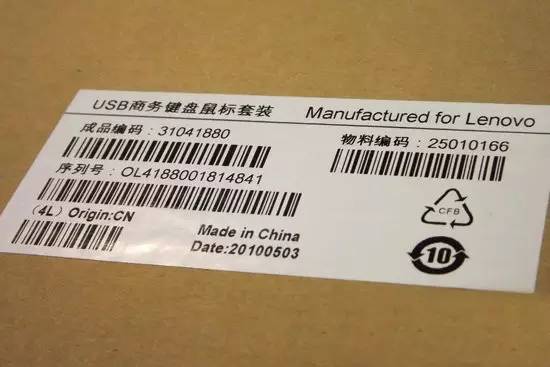 USB商务键盘鼠标套装 Manufactured for Lenovo
成品编码：31041880 物料编码：25010166
序列号：OL4188001814841
(4L) Origin:CN
Made in China
Date:20100503
CFB
10